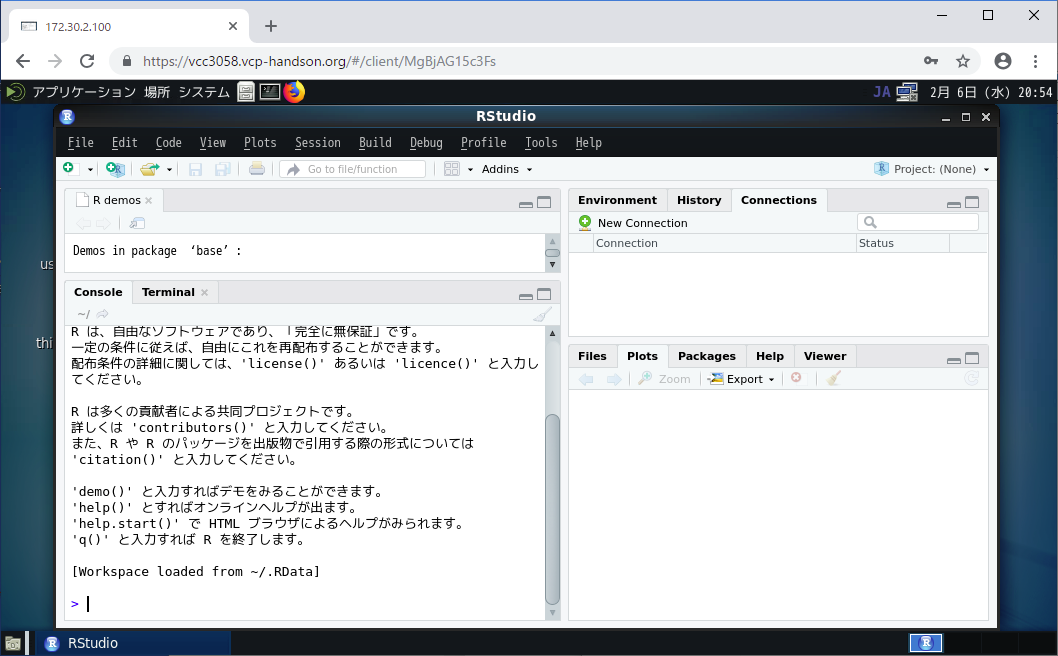 172.30.2.100
https://vcc3058.vcp-handson.org/#/client/MgBjAG15c3Fs
アプリケーション 場所 システム
JA 2月 6日 (水) 20:54
RStudio
File Edit Code View Plots Session Build Debug Profile Tools Help
Go to file/function Addins Project: (None)
R demos
Demos in package ‘base’ :
Console Terminal
~/
R は、自由なソフトウェアであり、「完全に無保証」です。
一定の条件に従えば、自由にこれを再配布することができます。
配布条件の詳細に関しては、'license()' あるいは 'licence()' と入力し
てください。
R は多くの貢献者による共同プロジェクトです。
詳しくは 'contributors()' と入力してください。
また、R や R のパッケージを出版物で引用する際の形式については
'citation()' と入力してください。
'demo()' と入力すればデモをみることができます。
'help()' とすればオンラインヘルプが出ます。
'help.start()' で HTML ブラウザによるヘルプがみられます。
'q()' と入力すれば R を終了します。
[Workspace loaded from ~/.RData]
>
Environment History Connections
New Connection
Connection Status
Files Plots Packages Help Viewer
Zoom Export
us
thi
RStudio